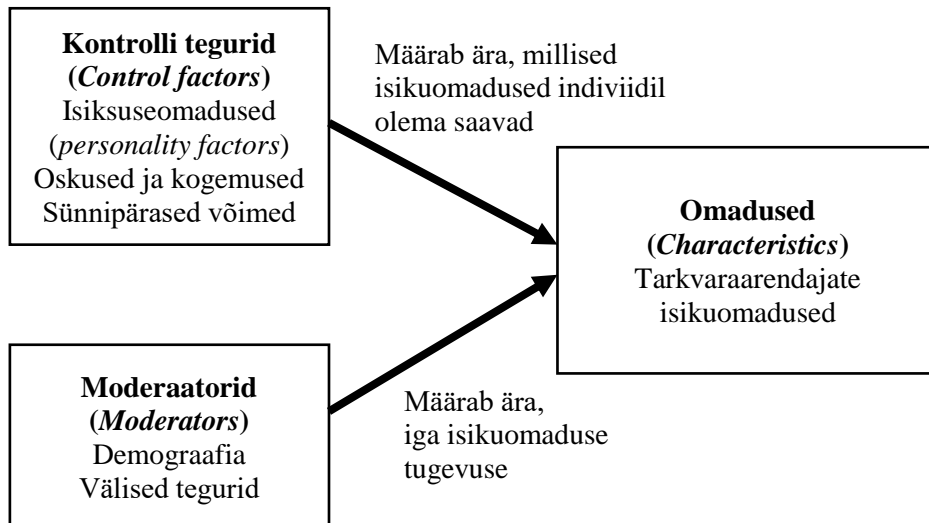 Kontrolli tegurid
(Control factors)
Isiksuseomadused
(personality factors)
Oskused ja kogemused
Sünnipärased võimed
Määrab ära, millised
isikuomadused indiviidil
olema saavad
Omadused
(Characteristics)
Tarkvaraarendajate
isikuomadused
Moderaatorid
(Moderators)
Demograafia
Välised tegurid
Määrab ära,
iga isikuomaduse
tugevuse